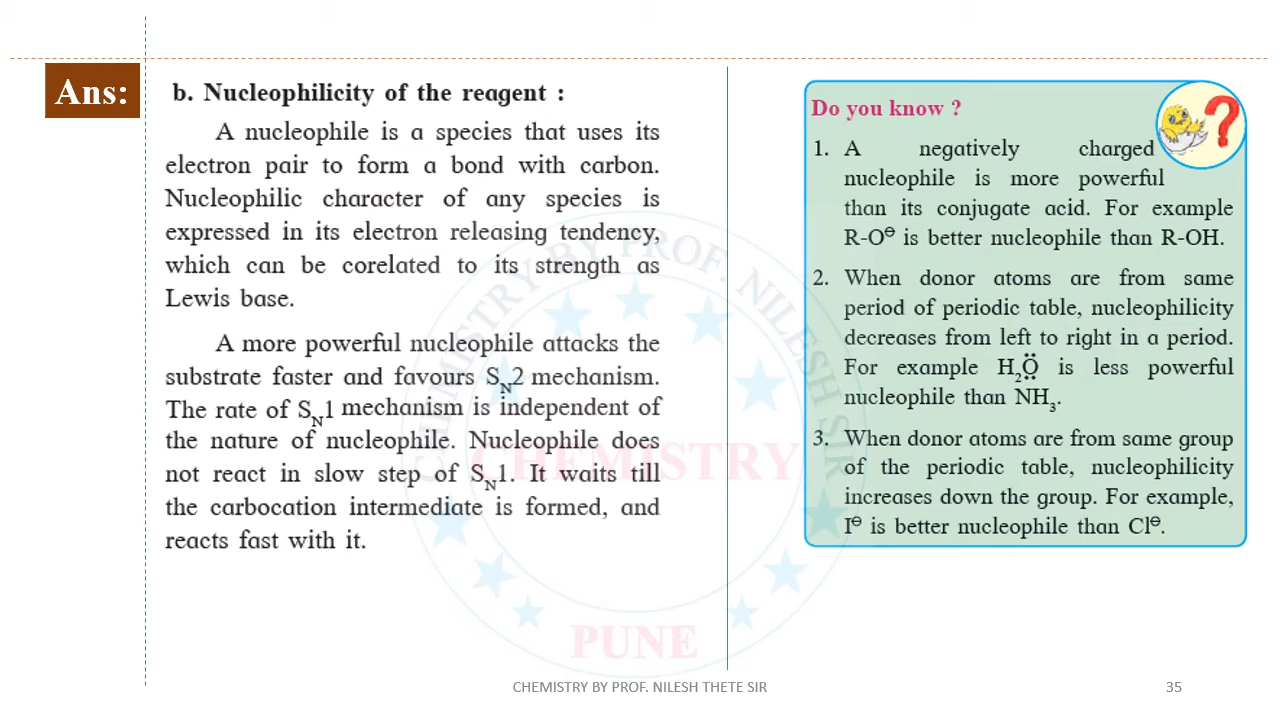 Ans:
b. Nucleophilicity of the reagent :
A nucleophile is a species that uses its
electron pair to form a bond with carbon.
Nucleophilic character of any species is
expressed in its electron releasing tendency,
which can be corelated to its strength as
Lewis base.
A more powerful nucleophile attacks the
substrate faster and favours SN2 mechanism.
The rate of SN1 mechanism is independent of
the nature of nucleophile. Nucleophile does
not react in slow step of SN1. It waits till
the carbocation intermediate is formed, and
reacts fast with it.
Do you know ?
1. A negatively charged
nucleophile is more powerful
than its conjugate acid. For example
R-O⊖ is better nucleophile than R-OH.
2. When donor atoms are from same
period of periodic table, nucleophilicity
decreases from left to right in a period.
For example H2Ö is less powerful
nucleophile than N̈H3.
3. When donor atoms are from same group
of the periodic table, nucleophilicity
increases down the group. For example,
I⊖ is better nucleophile than Cl⊖.
CHEMISTRY BY PROF. NILESH SIR
CHEMISTRY
PUNE
CHEMISTRY BY PROF. NILESH THETE SIR
35